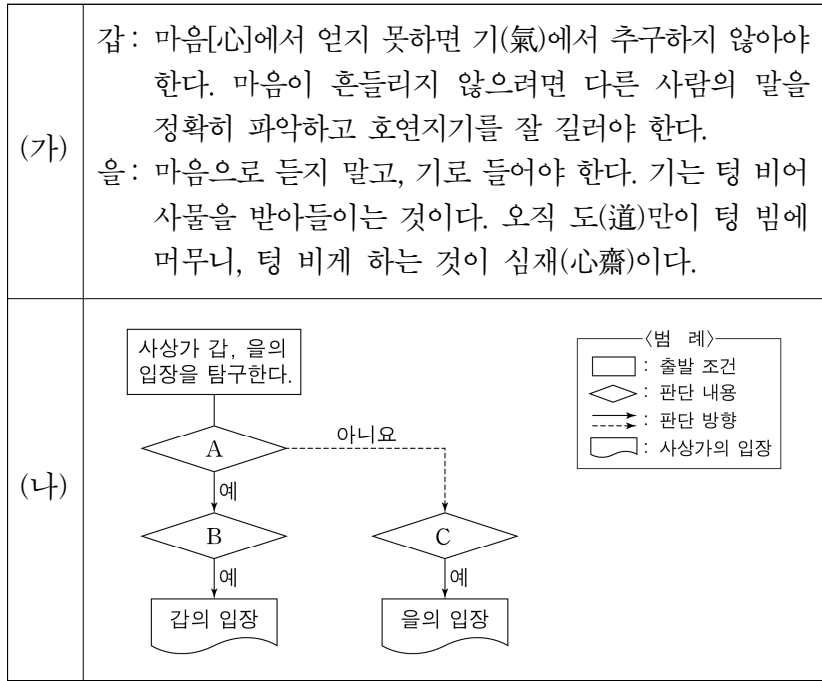 (가)
갑: 마음[心]에서 얻지 못하면 기(氣)에서 추구하지 않아야
한다. 마음이 흔들리지 않으려면 다른 사람의 말을
정확히 파악하고 호연지기를 잘 길러야 한다.
을: 마음으로 듣지 말고, 기로 들어야 한다. 기는 텅 비어
사물을 받아들이는 것이다. 오직 도(道)만이 텅 빔에
머무니, 텅 비게 하는 것이 심재(心齋)이다.
(나)
사상가 갑, 을의
입장을 탐구한다.
A
아니요
예
B
C
예
예
갑의 입장
을의 입장
〈범 례〉
: 출발 조건
: 판단 내용
: 판단 방향
: 사상가의 입장